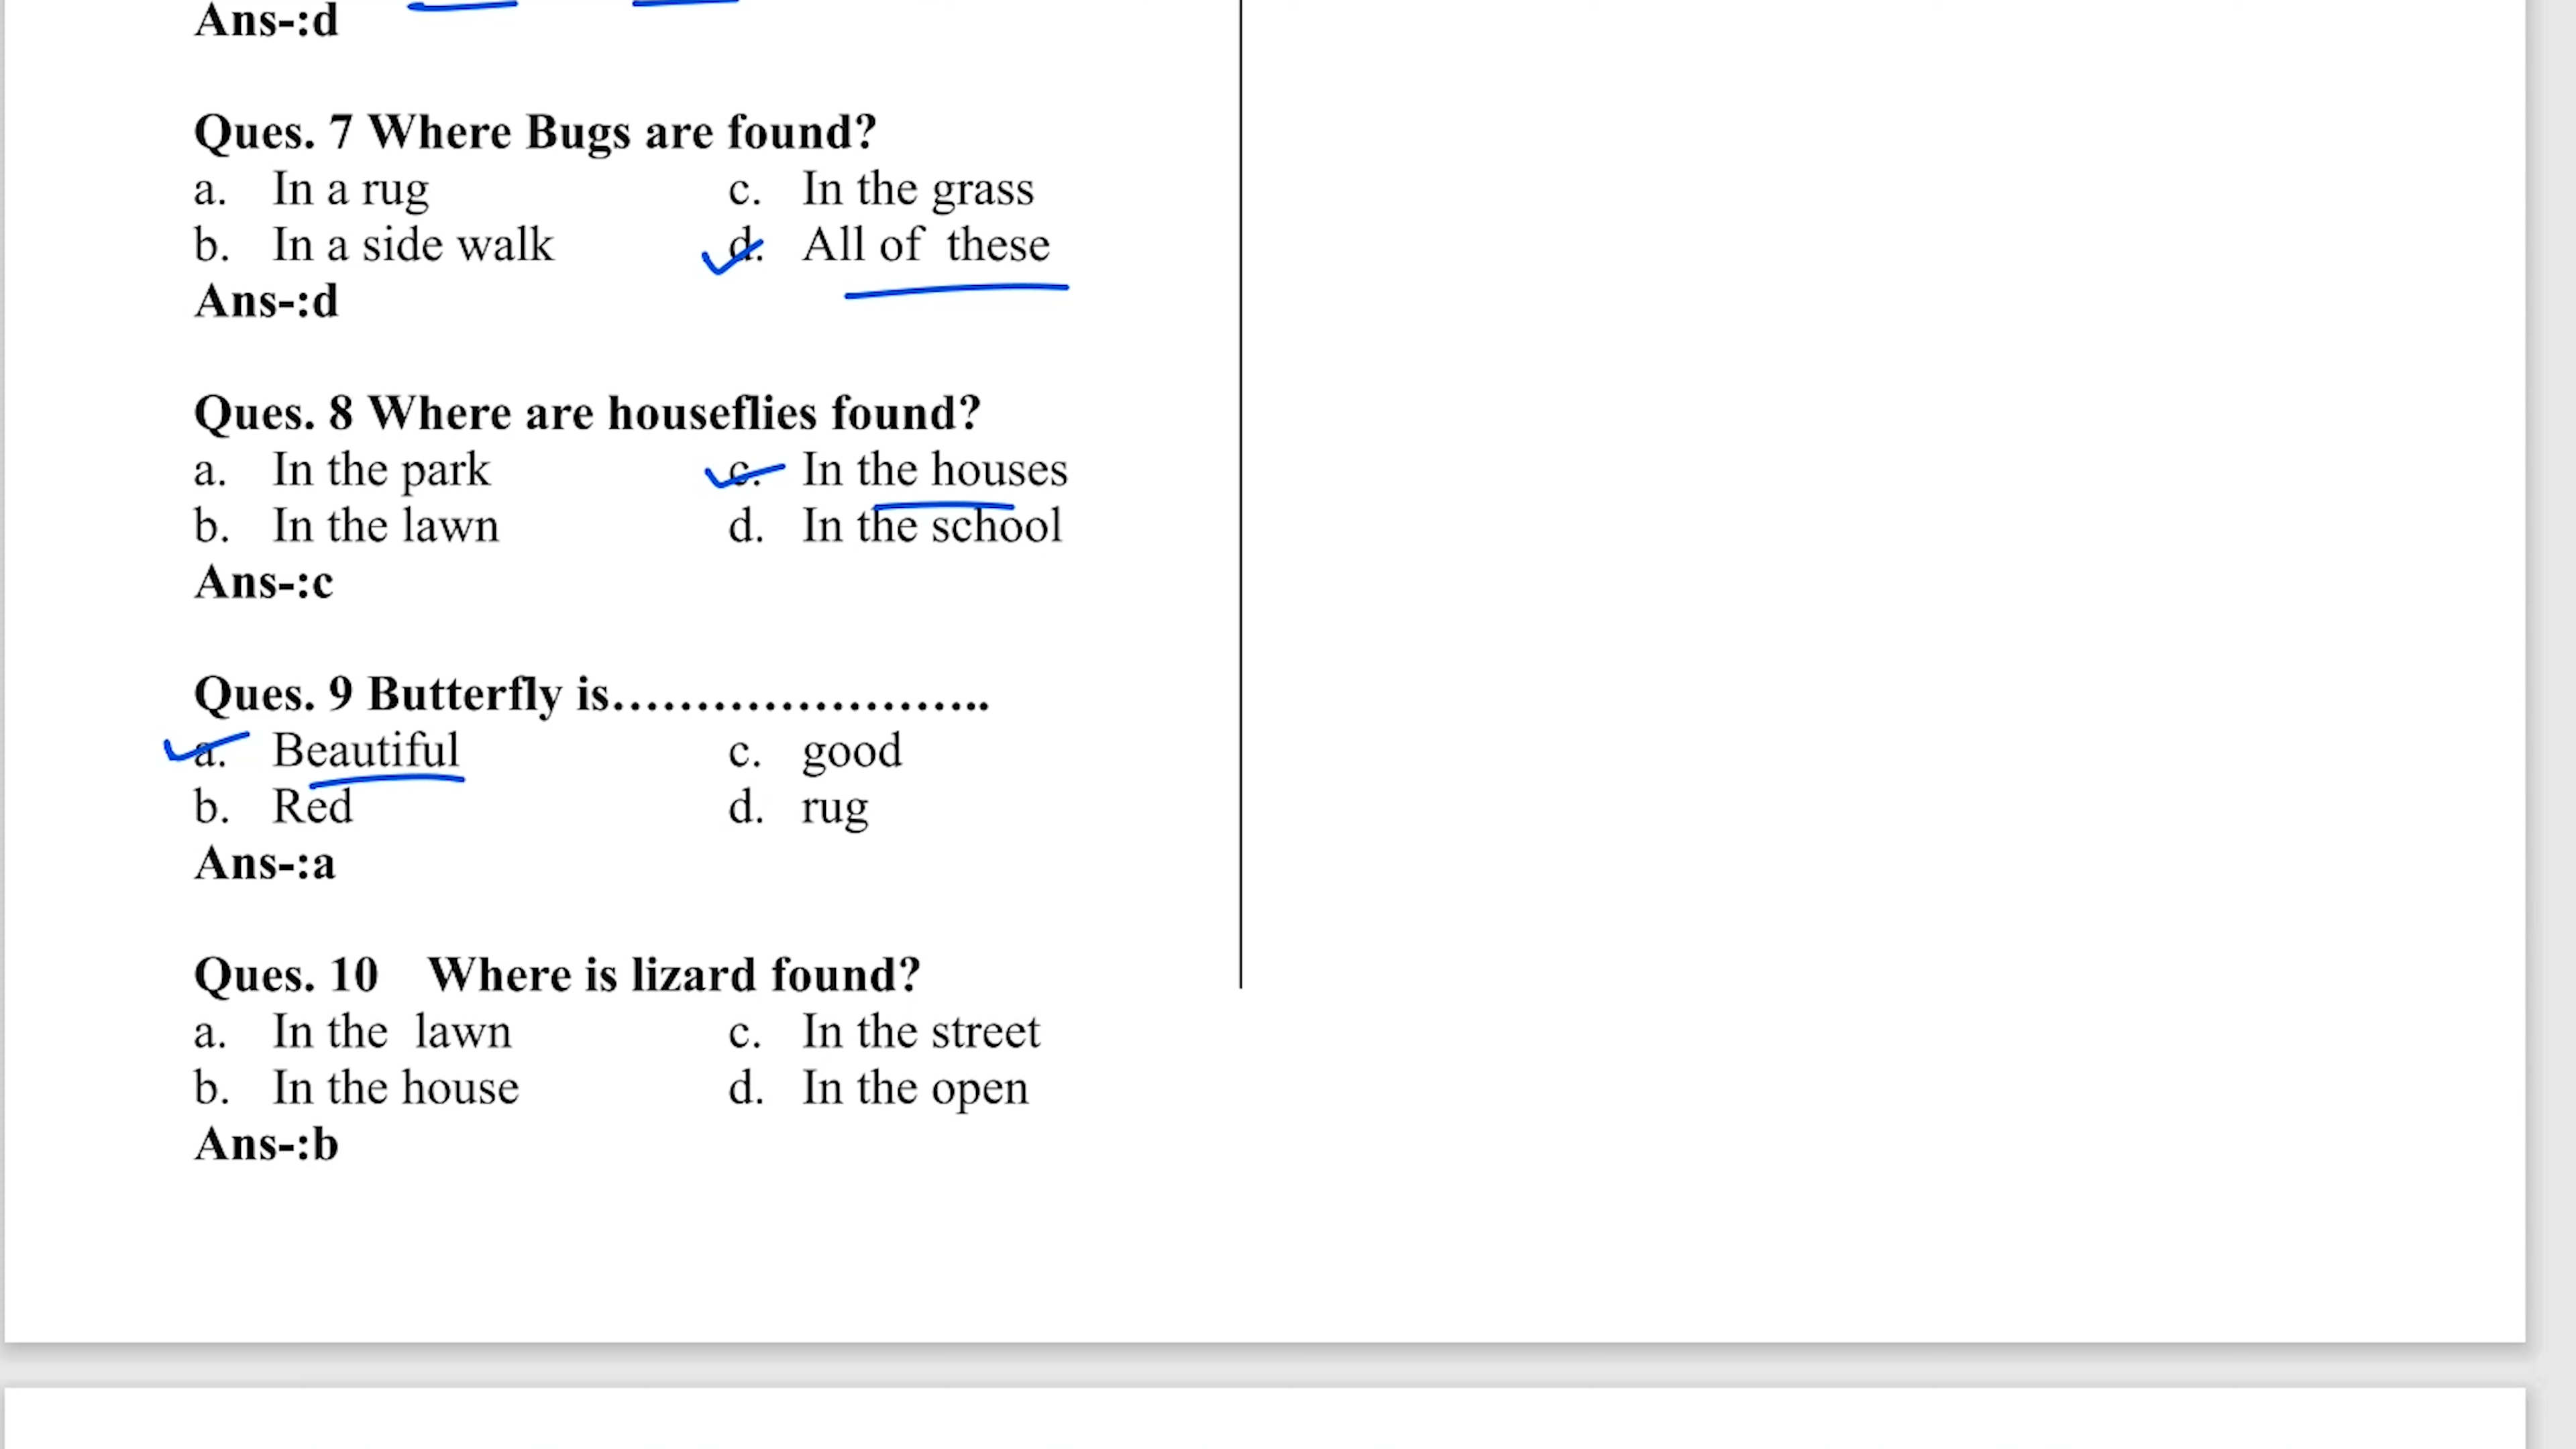 Ans-:d
Ques. 7 Where Bugs are found?
a. In a rug c. In the grass
b. In a side walk d. All of these
Ans-:d
Ques. 8 Where are houseflies found?
a. In the park c. In the houses
b. In the lawn d. In the school
Ans-:c
Ques. 9 Butterfly is……………………..
a. Beautiful c. good
b. Red d. rug
Ans-:a
Ques. 10 Where is lizard found?
a. In the lawn c. In the street
b. In the house d. In the open
Ans-:b